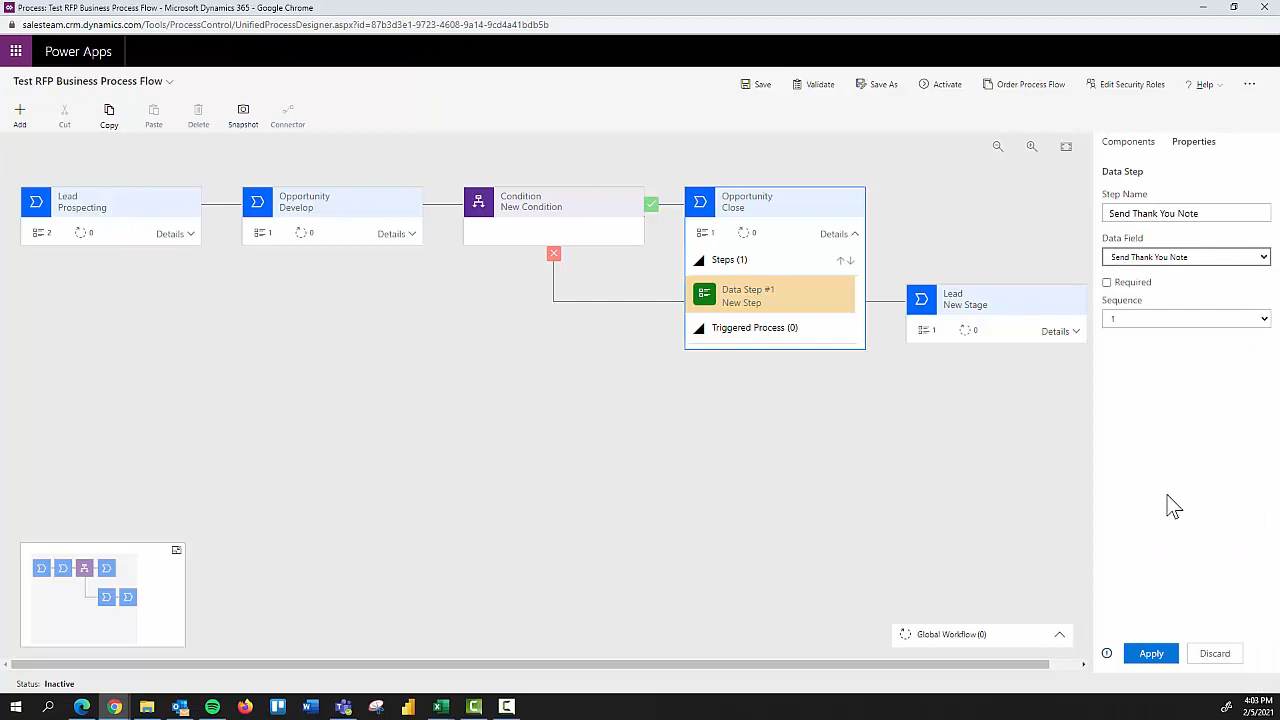 Process: Test RFP Business Process Flow - Microsoft Dynamics 365 - Google Chrome
salesteam.crm.dynamics.com/Tools/ProcessControl/UnifiedProcessDesigner.aspx?id=87b3d3e1-9723-4608-9a14-9cd4a41bdb5b
Power Apps
Test RFP Business Process Flow
Save
Validate
Save As
Activate
Order Process Flow
Edit Security Roles
? Help
...
Add
Cut
Copy
Paste
Delete
Snapshot
Connector
Components
Properties
Lead
Prospecting
2
0
Details
Opportunity
Develop
1
0
Details
Condition
New Condition
Opportunity
Close
1
0
Details
Steps (1)
Data Step #1
New Step
Triggered Process (0)
Lead
New Stage
1
0
Details
Data Step
Step Name
Send Thank You Note
Data Field
Send Thank You Note
Required
Sequence
1
Global Workflow (0)
Apply
Discard
Status: Inactive
4:03 PM
2/5/2021